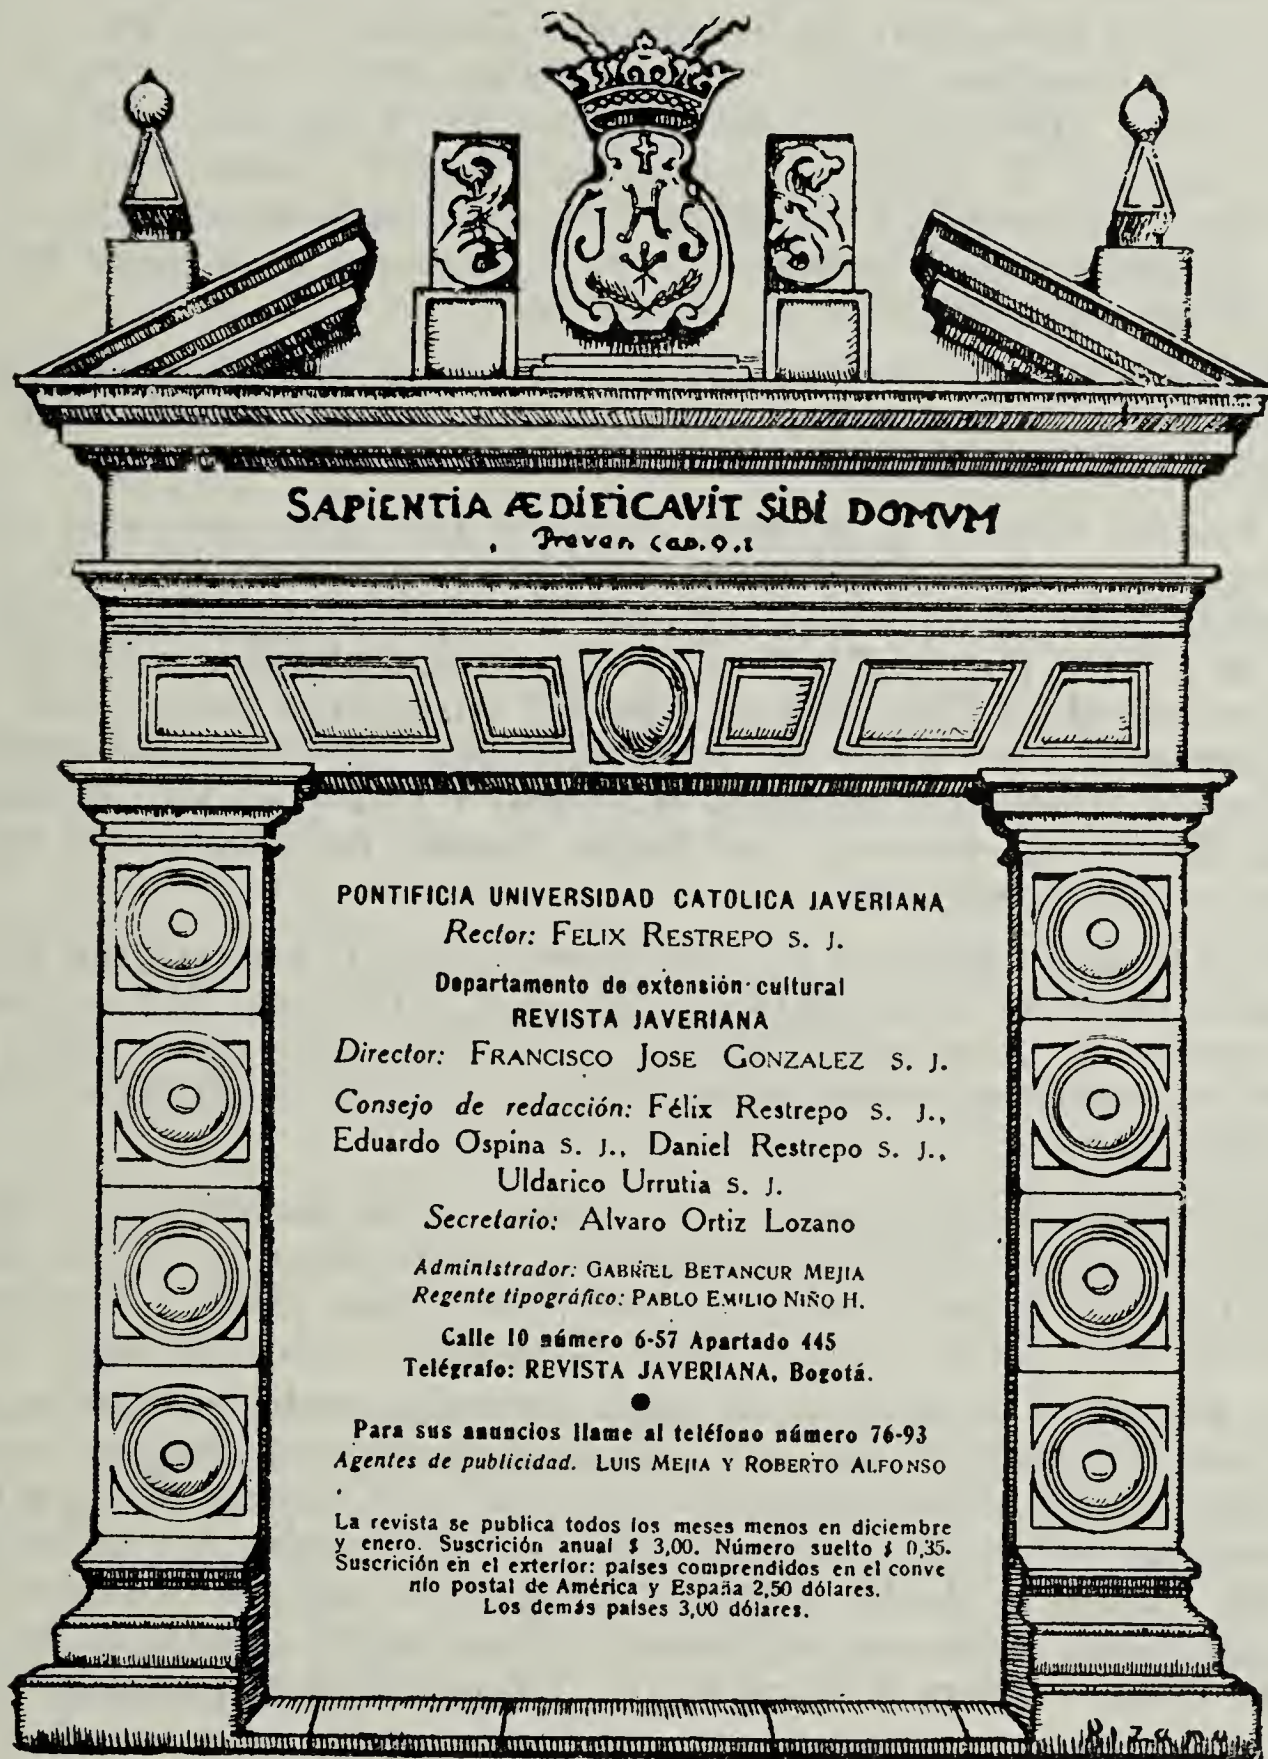 J H S
SAPiENTiA ÆDiFiCAViT SiBi DOMVM
Prover. cap. 9.1
PONTIFICIA UNIVERSIDAD CATOLICA JAVERIANA
Rector: FELIX RESTREPO S. J.
Departamento de extensión cultural
REVISTA JAVERIANA
Director: FRANCISCO JOSE GONZALEZ S. J.
Consejo de redacción: Félix Restrepo S. J.,
Eduardo Ospina S. J., Daniel Restrepo S. J.,
Uldarico Urrutia S. J.
Secretario: Alvaro Ortiz Lozano
Administrador: GABRIEL BETANCUR MEJIA
Regente tipográfico: PABLO EMILIO NIÑO H.
Calle 10 número 6-57 Apartado 445
Telégrafo: REVISTA JAVERIANA, Bogotá.
Para sus anuncios llame al teléfono número 76-93
Agentes de publicidad. LUIS MEJIA Y ROBERTO ALFONSO
La revista se publica todos los meses menos en diciembre
y enero. Suscrición anual $ 3,00. Número suelto $ 0,35.
Suscrición en el exterior: países comprendidos en el conve
nio postal de América y España 2,50 dólares.
Los demás países 3,00 dólares.